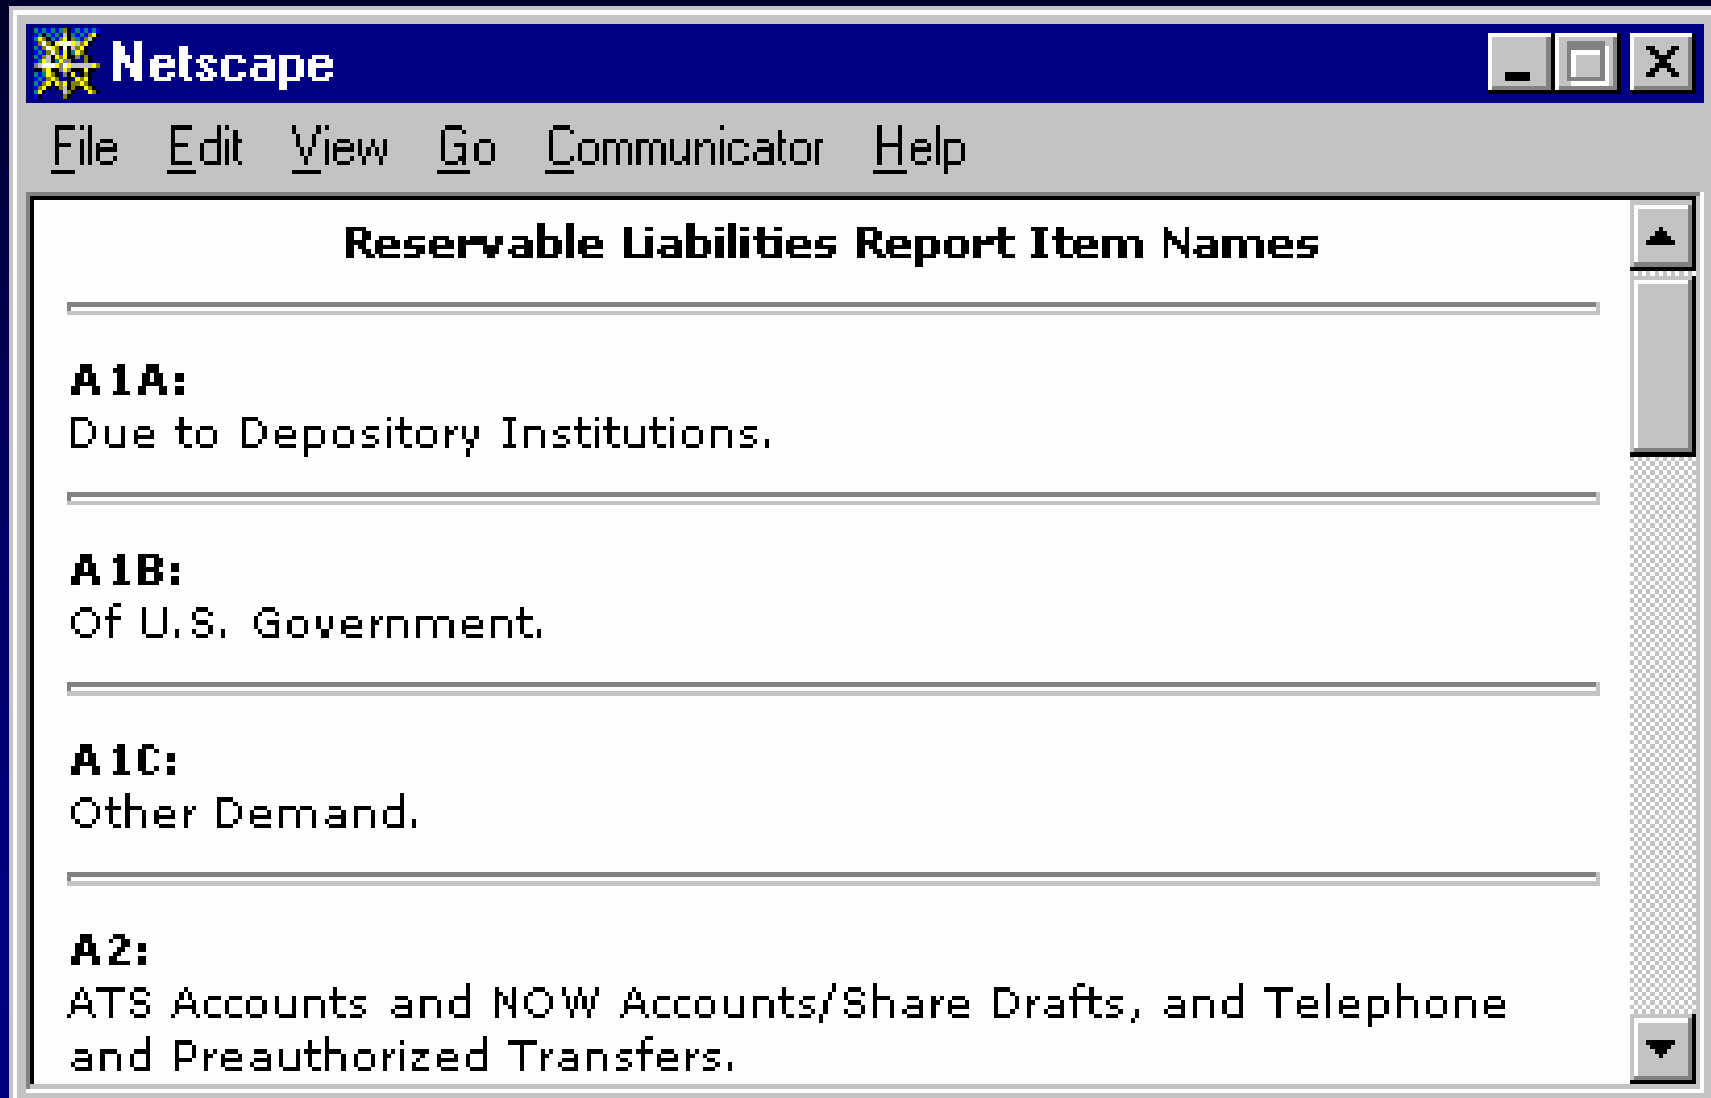 Netscape
File Edit View Go Communicator Help
Reservable Liabilities Report Item Names
A1A:
Due to Depository Institutions.
A1B:
Of U.S. Government.
A1C:
Other Demand.
A2:
ATS Accounts and NOW Accounts/Share Drafts, and Telephone
and Preauthorized Transfers.